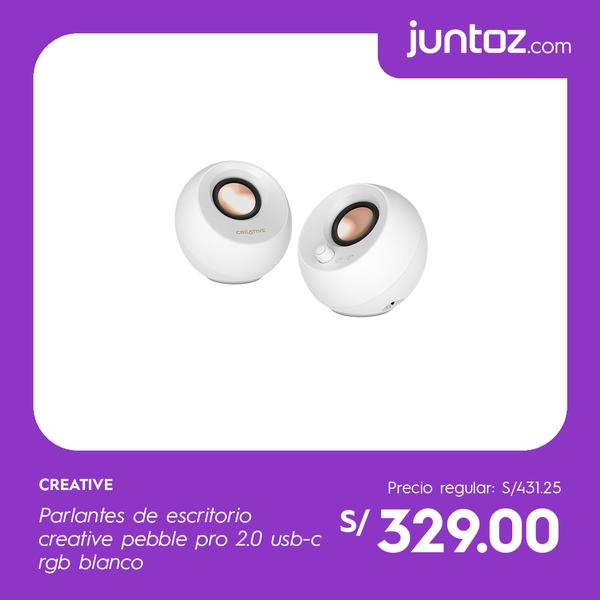 juntoz.com
CREATIVE
CREATIVE
Precio regular: S/431.25
Parlantes de escritorio
creative pebble pro 2.0 usb-c
rgb blanco
S/ 329.00